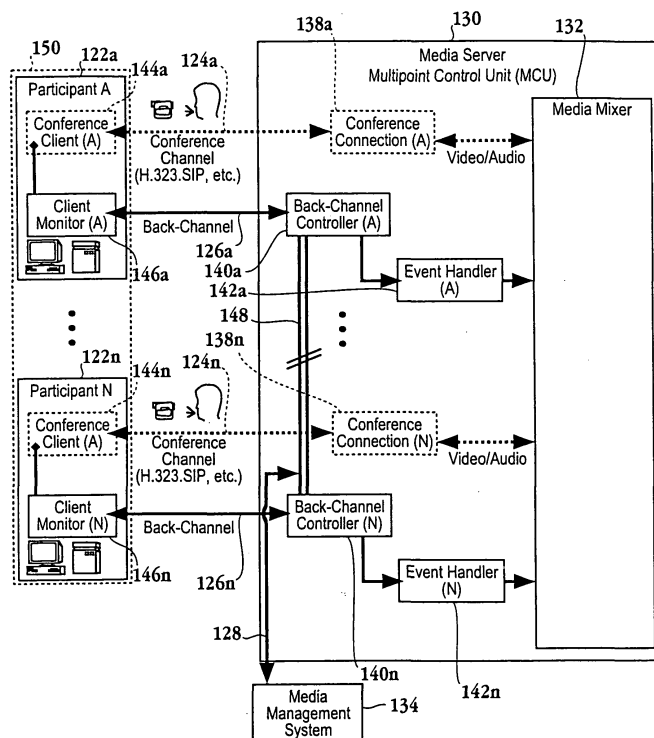 150
122a
144a
124a
138a
130
132
Participant A
Media Server
Multipoint Control Unit (MCU)
Conference
Client (A)
Conference
Channel
(H.323.SIP, etc.)
Conference
Connection (A)
Video/Audio
Media Mixer
Client
Monitor (A)
Back-Channel
126a
Back-Channel
Controller (A)
140a
146a
142a
Event Handler
(A)
148
122n
144n
124n
138n
Participant N
Conference
Client (A)
Conference
Channel
(H.323.SIP, etc.)
Conference
Connection (N)
Video/Audio
Client
Monitor (N)
Back-Channel
Back-Channel
Controller (N)
146n
126n
Event Handler
(N)
128
140n
142n
Media
Management
System
134